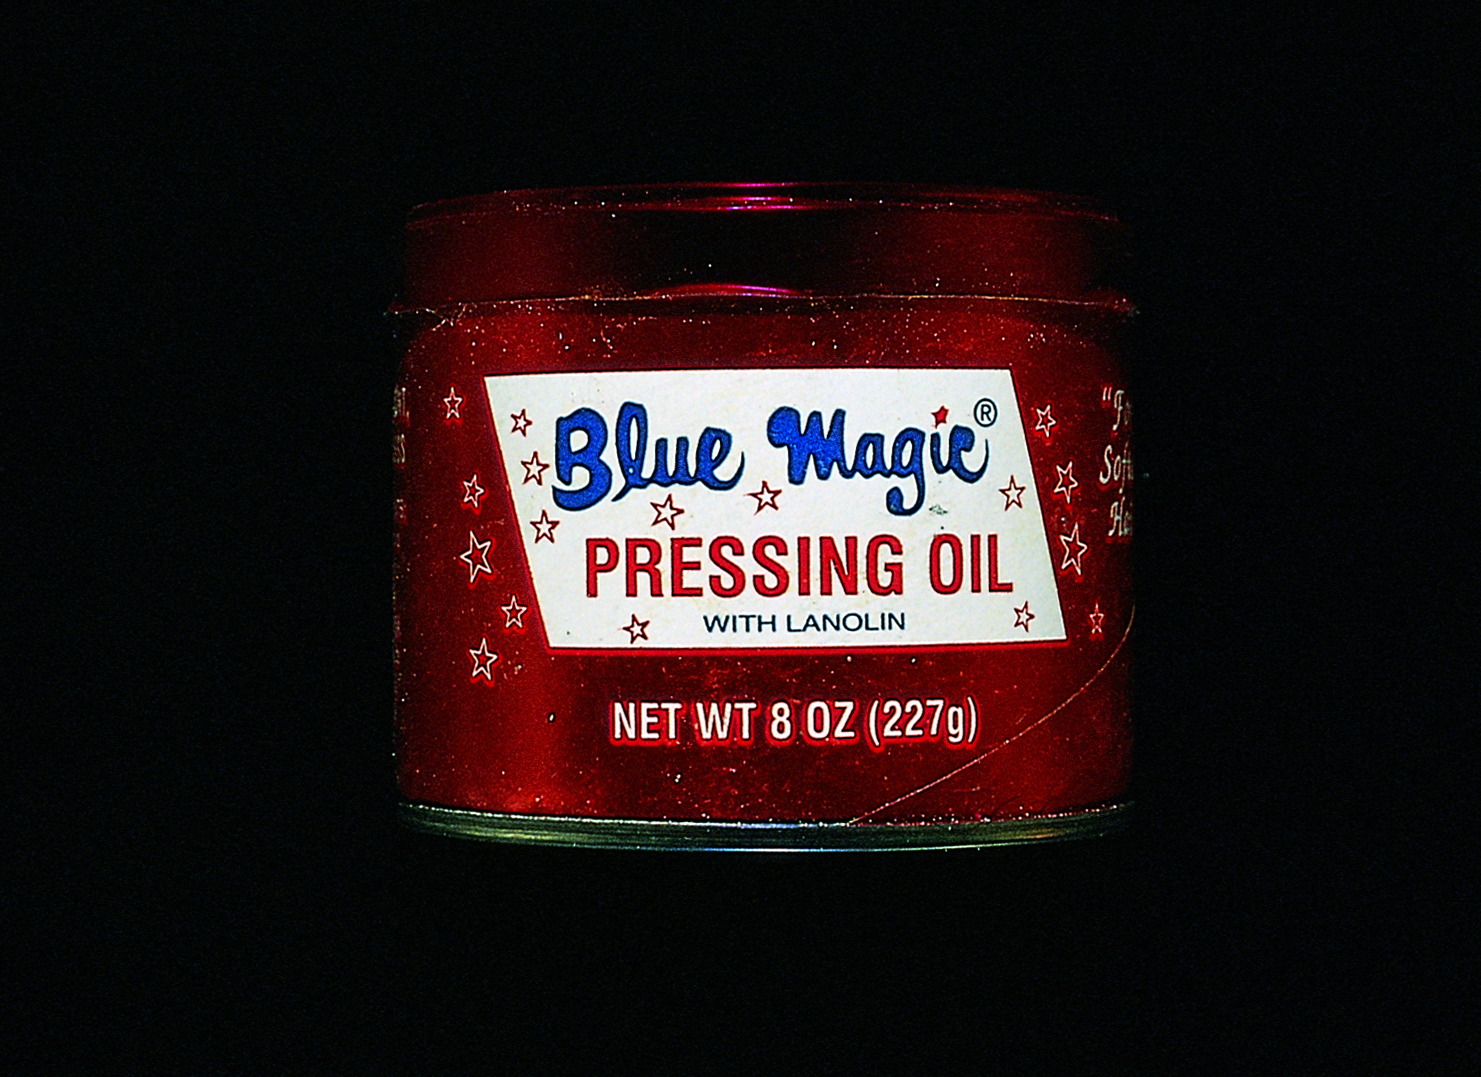 Blue Magic®
PRESSING OIL
WITH LANOLIN
NET WT 8 OZ (227g)